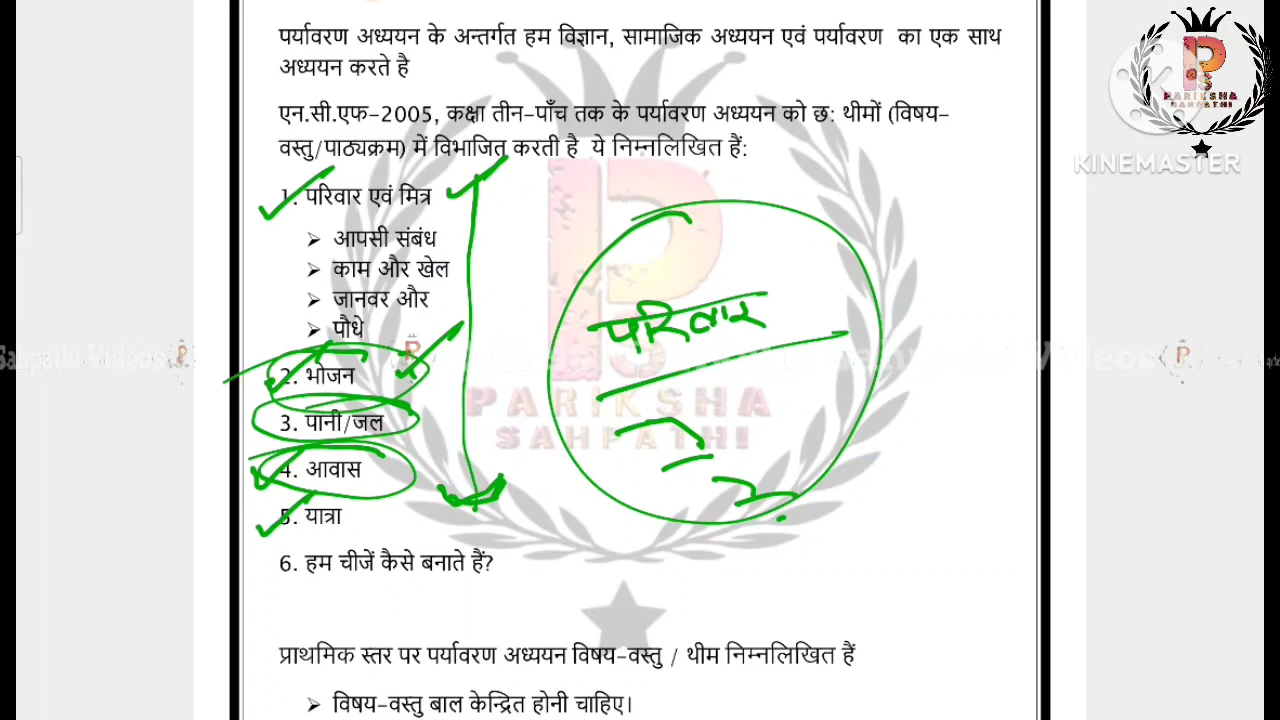 पर्यावरण अध्ययन के अन्तर्गत हम विज्ञान, सामाजिक अध्ययन एवं पर्यावरण का एक साथ
अध्ययन करते है
एन.सी.एफ-2005, कक्षा तीन-पाँच तक के पर्यावरण अध्ययन को छ: थीमों (विषय-
वस्तु/पाठ्यक्रम) में विभाजित करती है ये निम्नलिखित हैं:
1. परिवार एवं मित्र
➢ आपसी संबंध
➢ काम और खेल
➢ जानवर और
➢ पौधे
2. भोजन
3. पानी/जल
4. आवास
5. यात्रा
6. हम चीजें कैसे बनाते हैं?
प्राथमिक स्तर पर पर्यावरण अध्ययन विषय-वस्तु / थीम निम्नलिखित हैं
➢ विषय-वस्तु बाल केन्द्रित होनी चाहिए।
परिवार
PARIKSHA
SAHPATHI
PARIKSHA
SAHPATHI
KINEMASTER